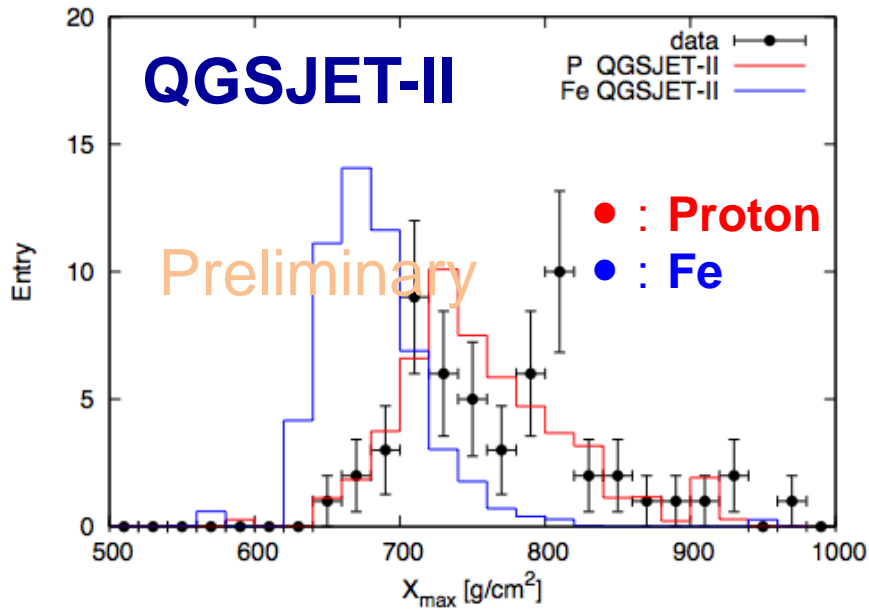 QGSJET-II
data
P QGSJET-II
Fe QGSJET-II
● : Proton
● : Fe
Preliminary
Entry
20
15
10
5
0
500 600 700 800 900 1000
Xmax [g/cm²]